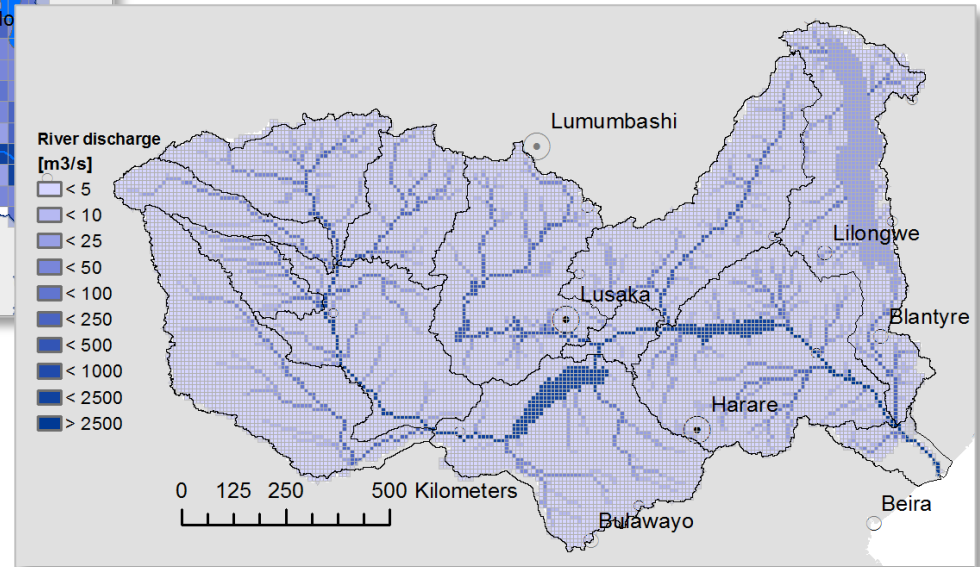 lo
Lumumbashi
River discharge
[m3/s]
< 5
< 10
< 25
< 50
< 100
< 250
< 500
< 1000
< 2500
> 2500
Lilongwe
Lusaka
Blantyre
Harare
0 125 250 500 Kilometers
Beira
Bulawayo